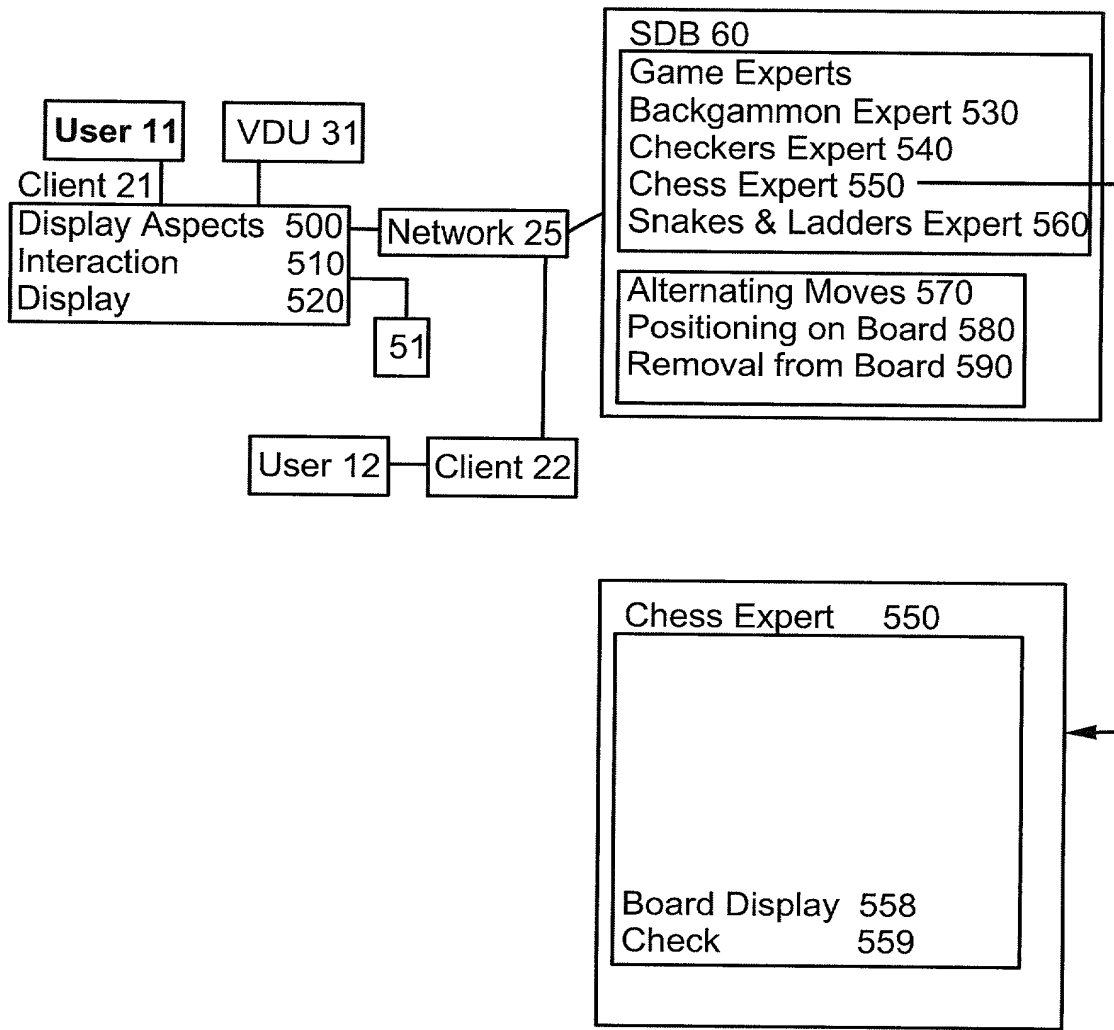 SDB 60
Game Experts
Backgammon Expert 530
Checkers Expert 540
Chess Expert 550
Snakes & Ladders Expert 560
Alternating Moves 570
Positioning on Board 580
Removal from Board 590
User 11
VDU 31
Client 21
Display Aspects 500
Interaction 510
Display 520
Network 25
51
User 12
Client 22
Chess Expert 550
Board Display 558
Check 559